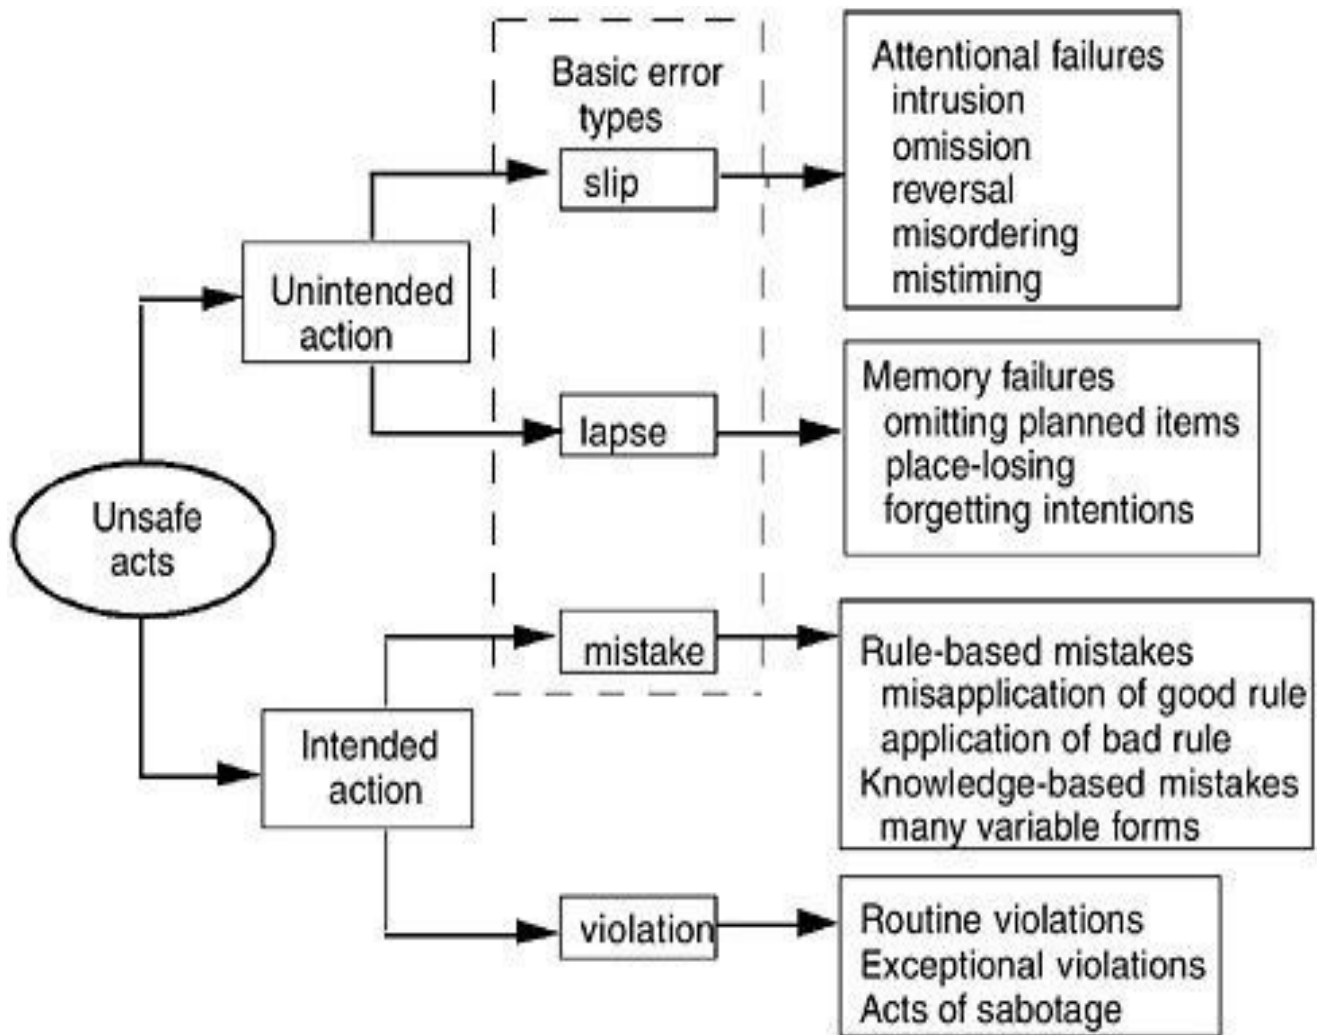 Basic error
types
slip
Attentional failures
intrusion
omission
reversal
misordering
mistiming
Unintended
action
lapse
Memory failures
omitting planned items
place-losing
forgetting intentions
Unsafe
acts
mistake
Rule-based mistakes
misapplication of good rule
application of bad rule
Knowledge-based mistakes
many variable forms
Intended
action
violation
Routine violations
Exceptional violations
Acts of sabotage